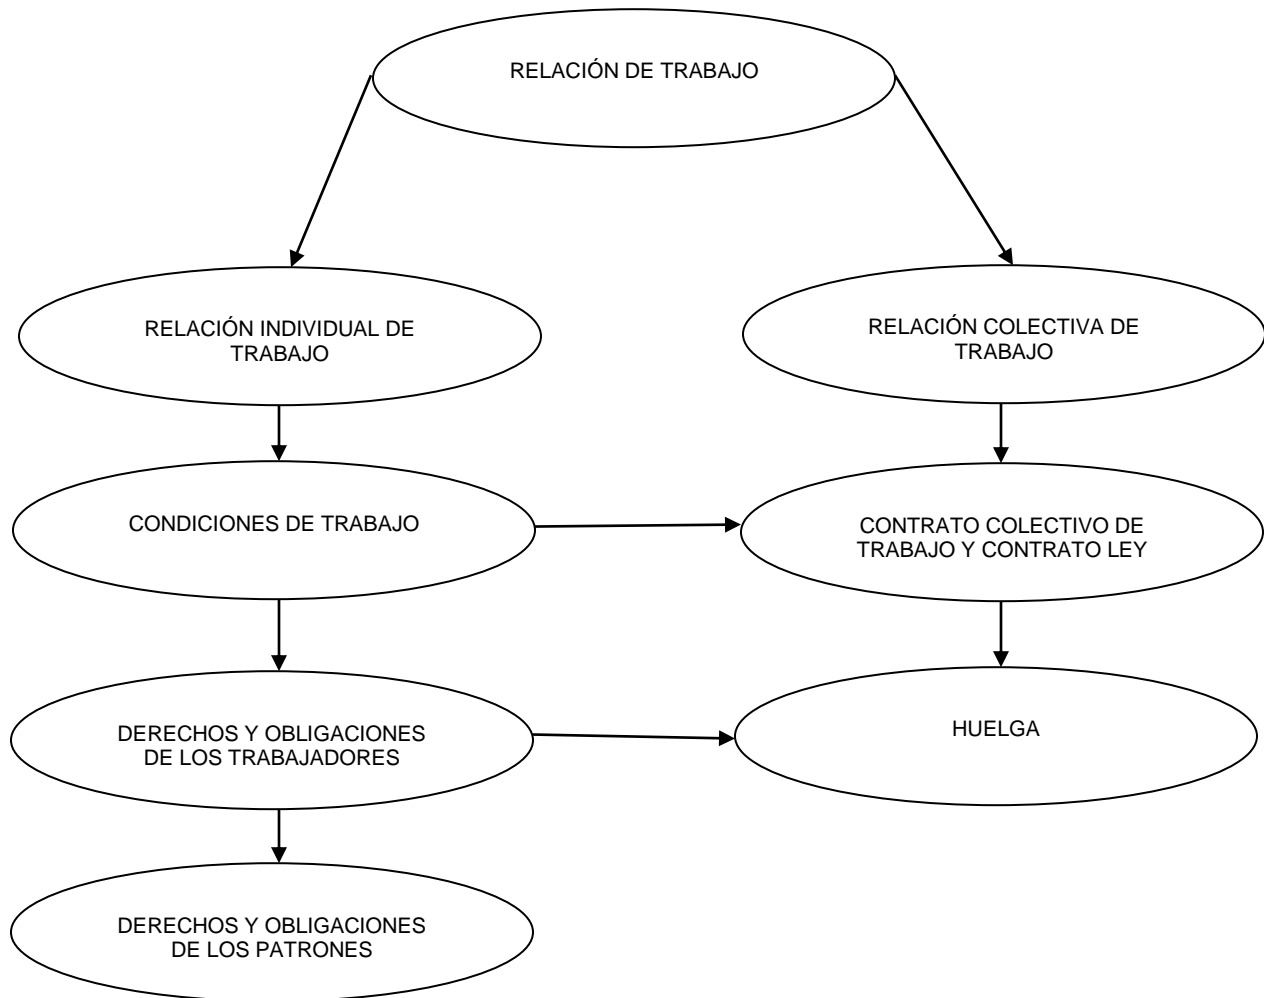 RELACIÓN DE TRABAJO
RELACIÓN INDIVIDUAL DE
TRABAJO
RELACIÓN COLECTIVA DE
TRABAJO
CONDICIONES DE TRABAJO
CONTRATO COLECTIVO DE
TRABAJO Y CONTRATO LEY
DERECHOS Y OBLIGACIONES
DE LOS TRABAJADORES
HUELGA
DERECHOS Y OBLIGACIONES
DE LOS PATRONES